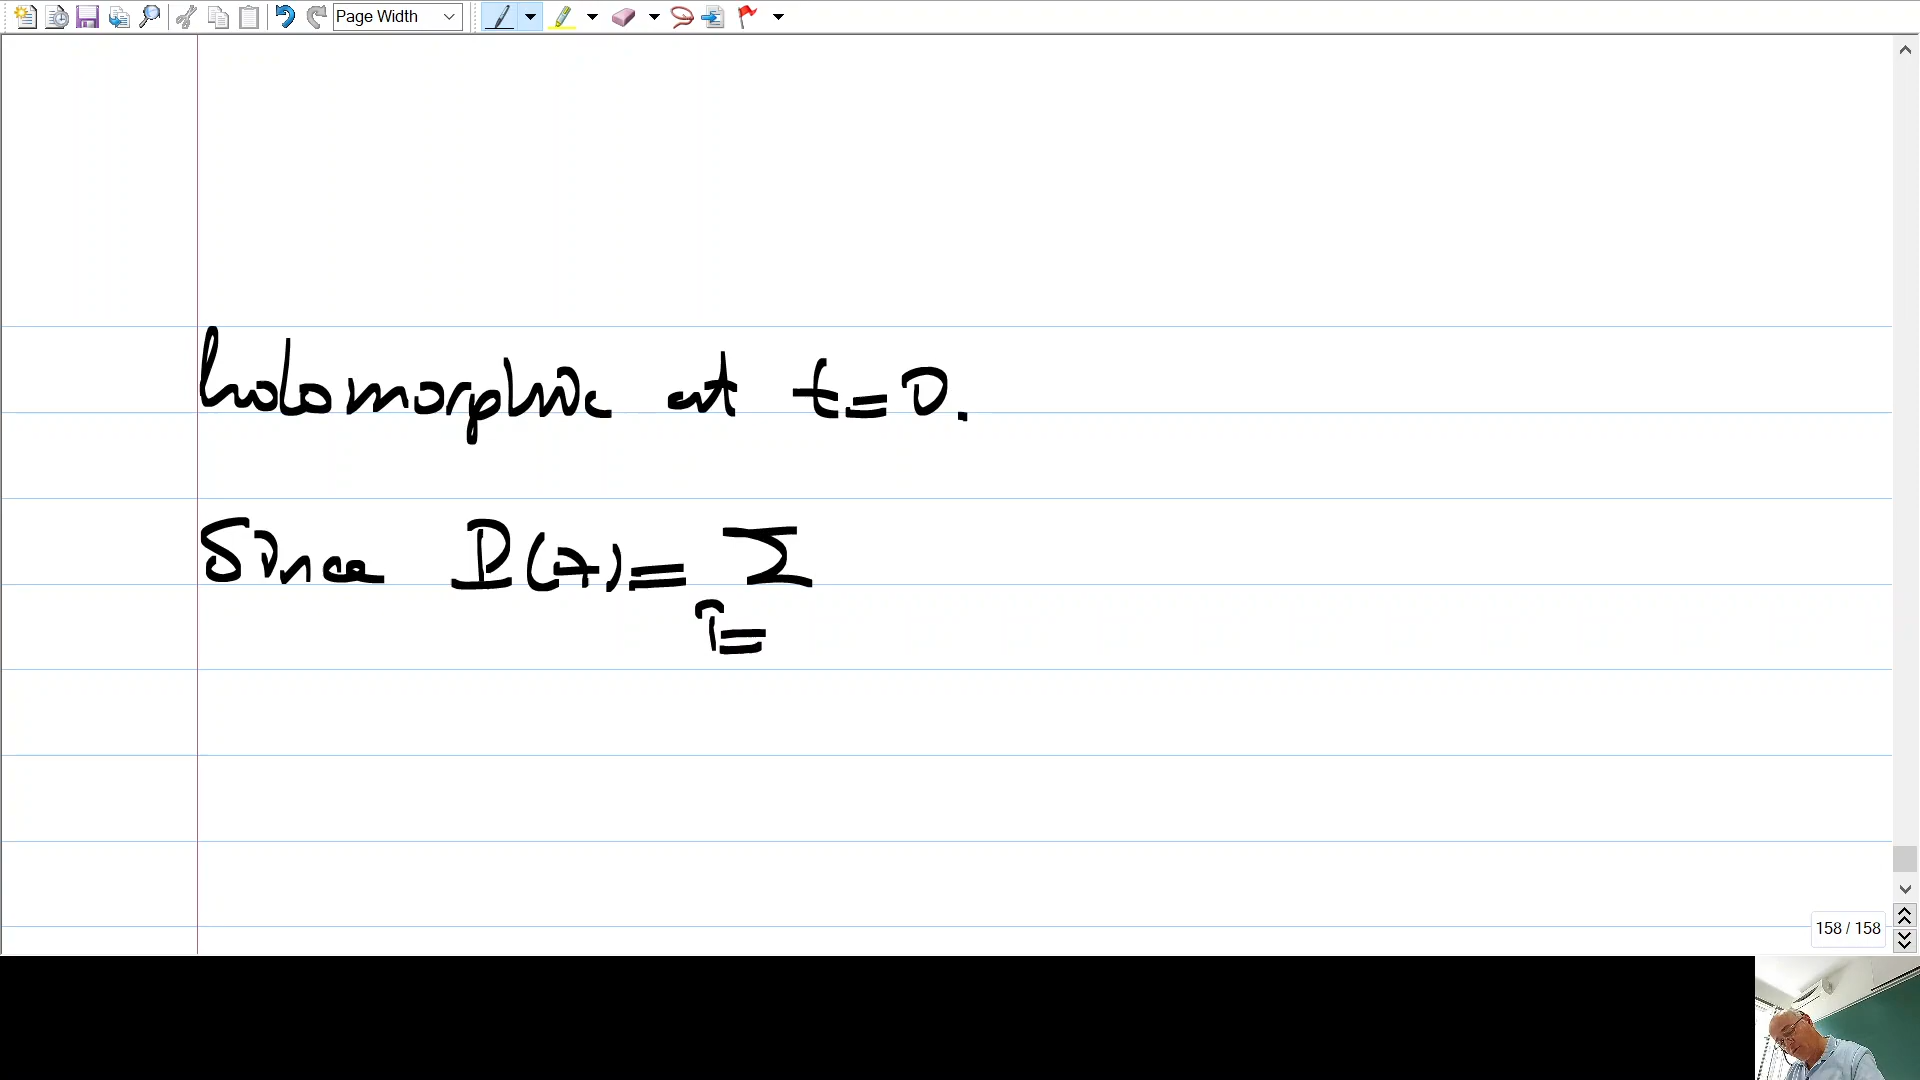 Page Width
holomorphic at t=0.
Since P(z)= Σ
i=
158 / 158